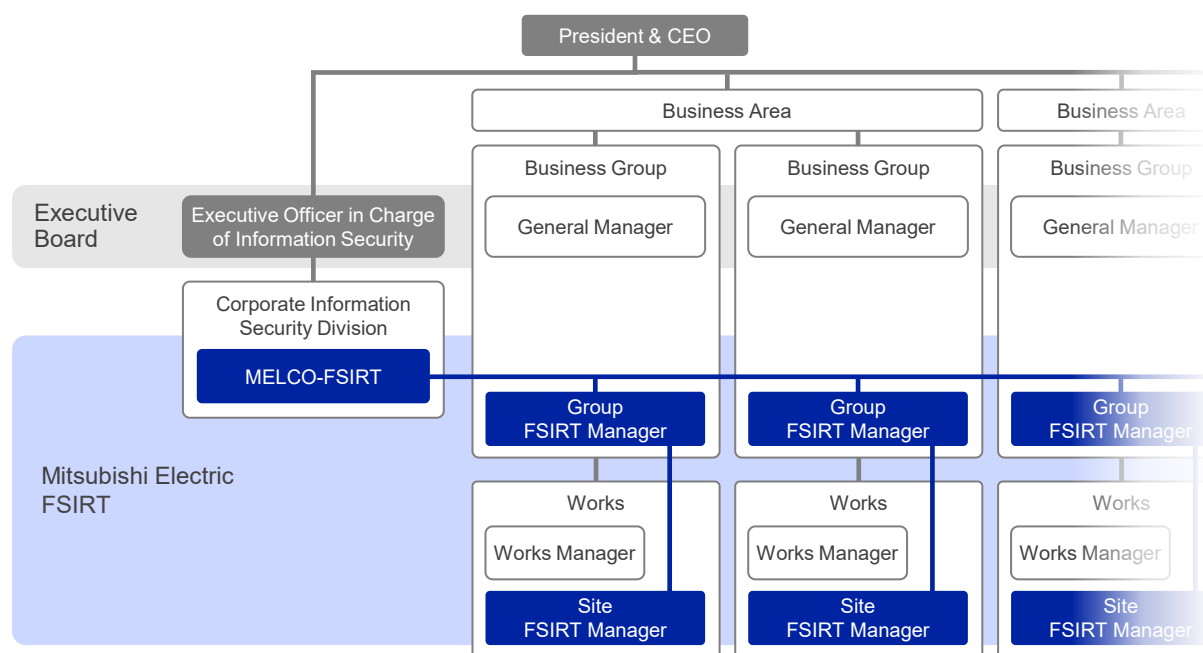 President & CEO
Business Area
Business Area
Business Group
Business Group
Business Group
Executive
Board
Executive Officer in Charge
of Information Security
General Manager
General Manager
General Manager
Corporate Information
Security Division
MELCO-FSIRT
Group
FSIRT Manager
Group
FSIRT Manager
Group
FSIRT Manager
Mitsubishi Electric
FSIRT
Works
Works
Works
Works Manager
Works Manager
Works Manager
Site
FSIRT Manager
Site
FSIRT Manager
Site
FSIRT Manager